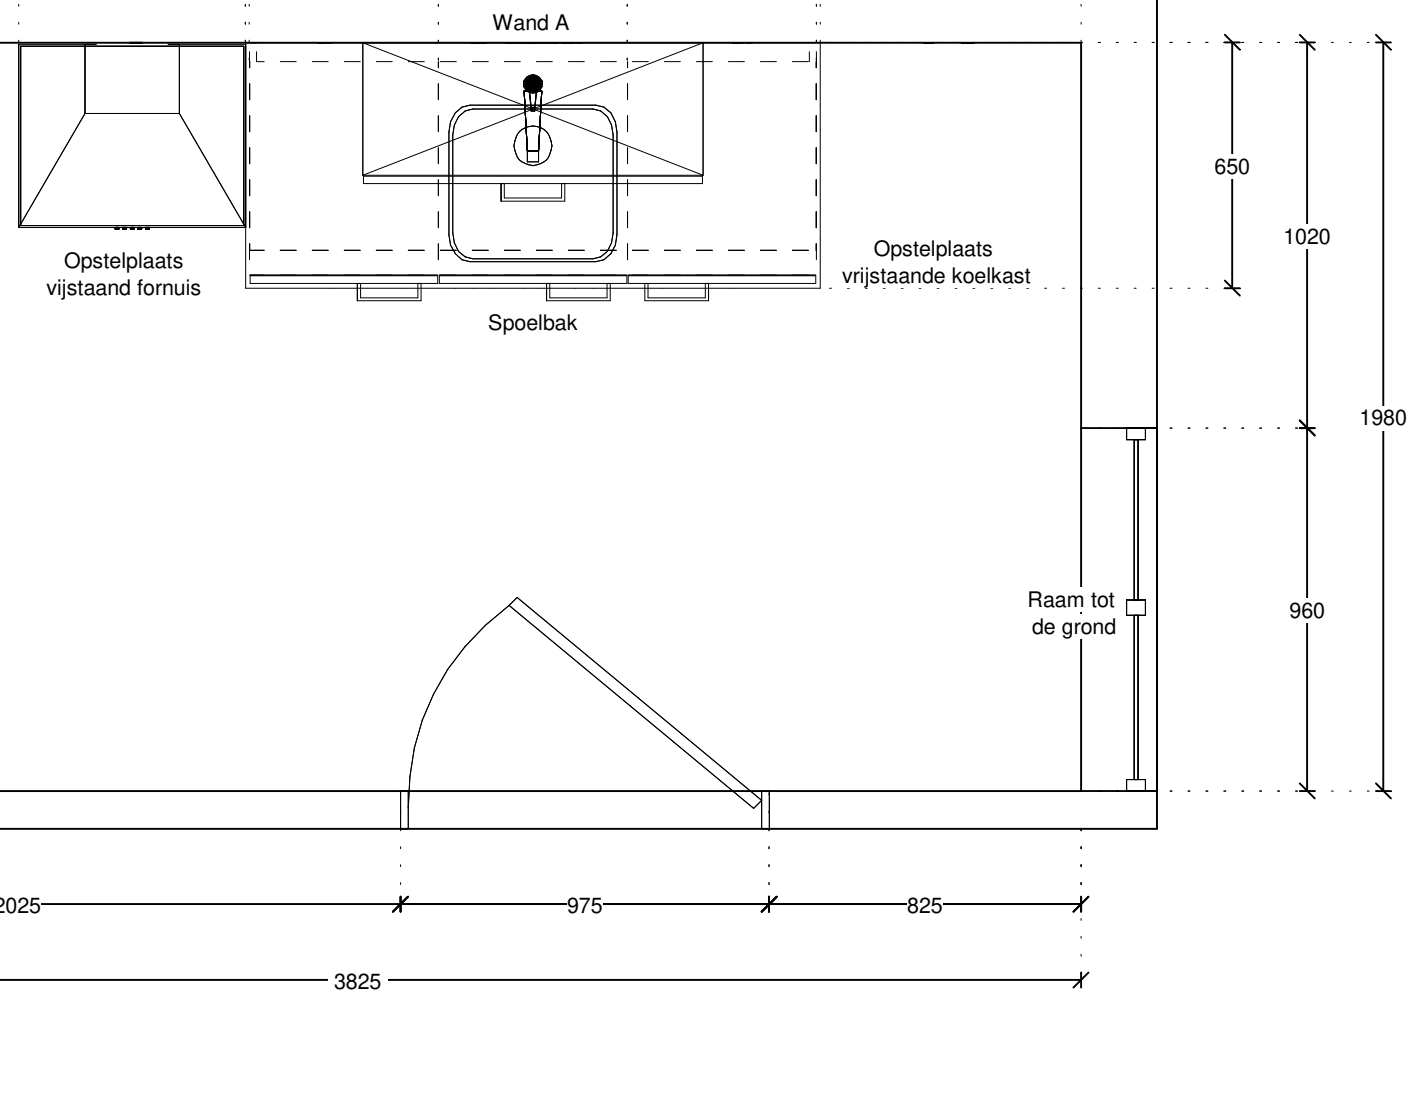 Wand A
650
1020
Opstelplaats
vrijstaande koelkast
Opstelplaats
vijstaand fornuis
Spoelbak
1980
Raam tot
de grond
960
2025
975
825
3825